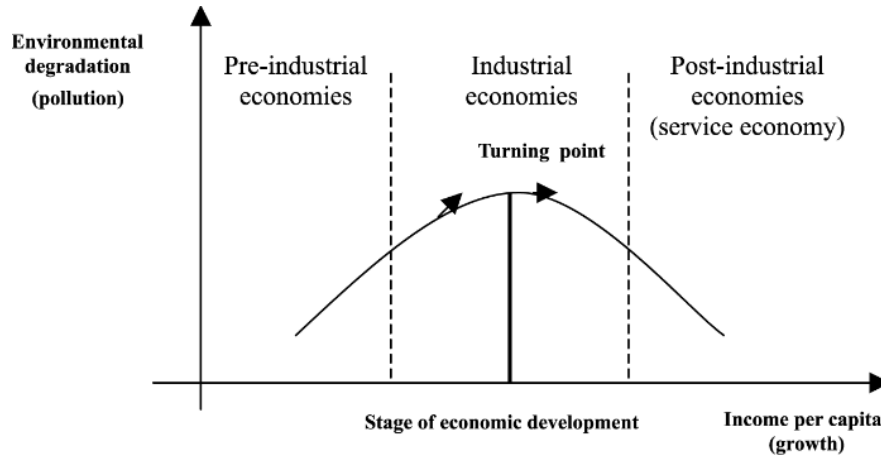 Environmental
degradation
(pollution)
Pre-industrial
economies
Industrial
economies
Post-industrial
economies
(service economy)
Turning point
Stage of economic development
Income per capita
(growth)